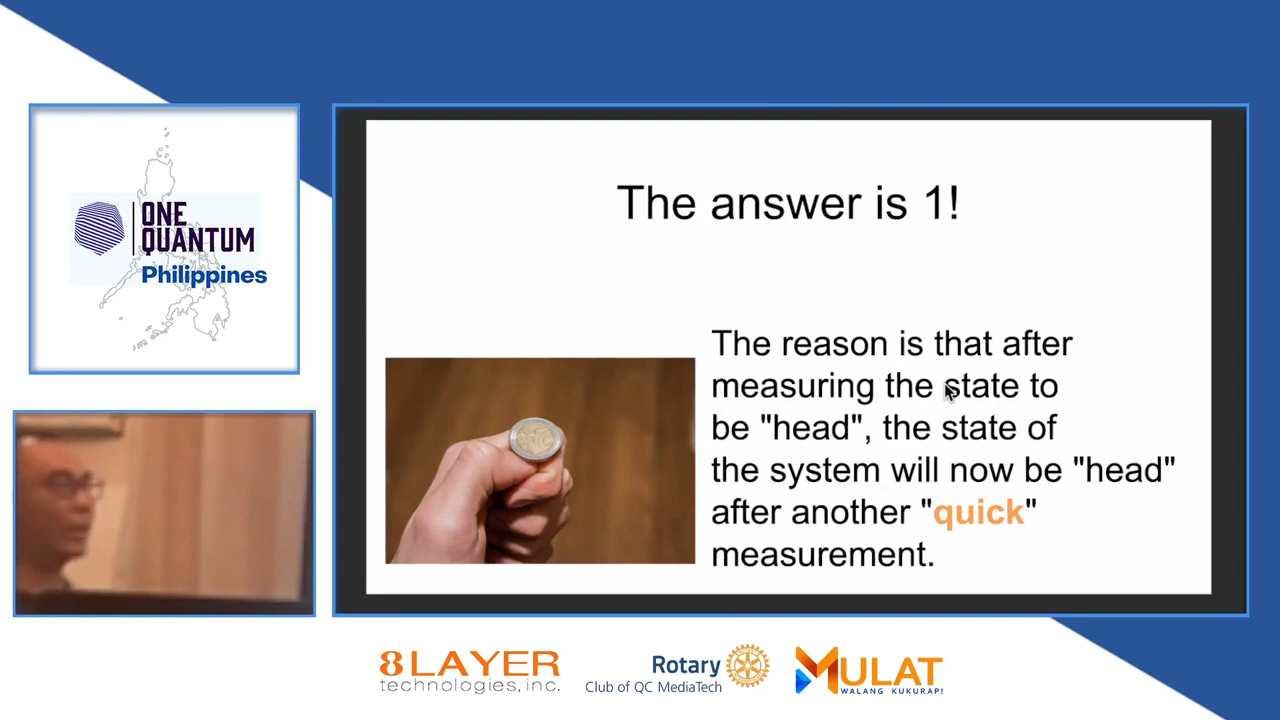 ONE
QUANTUM
Philippines
The answer is 1!
The reason is that after
measuring the state to
be "head", the state of
the system will now be "head"
after another "quick"
measurement.
8LAYER
technologies, inc.
Rotary
Club of QC MediaTech
MULAT
WALANG KUKURAP!